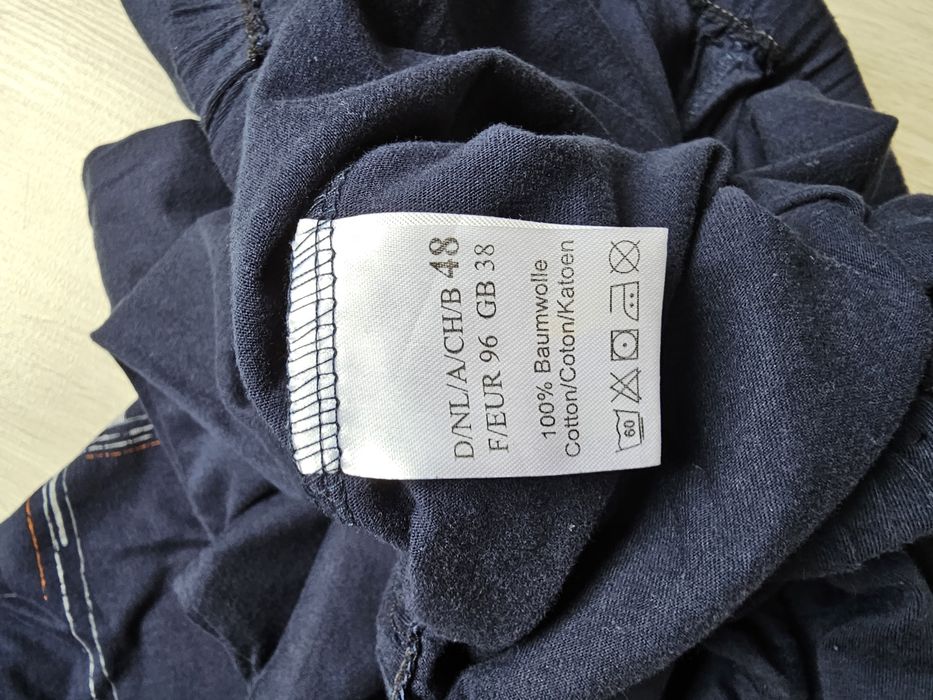 D/NL/A/CH/B 48
F/EUR 96 GB 38
100% Baumwolle
Cotton/Coton/Katoen
60